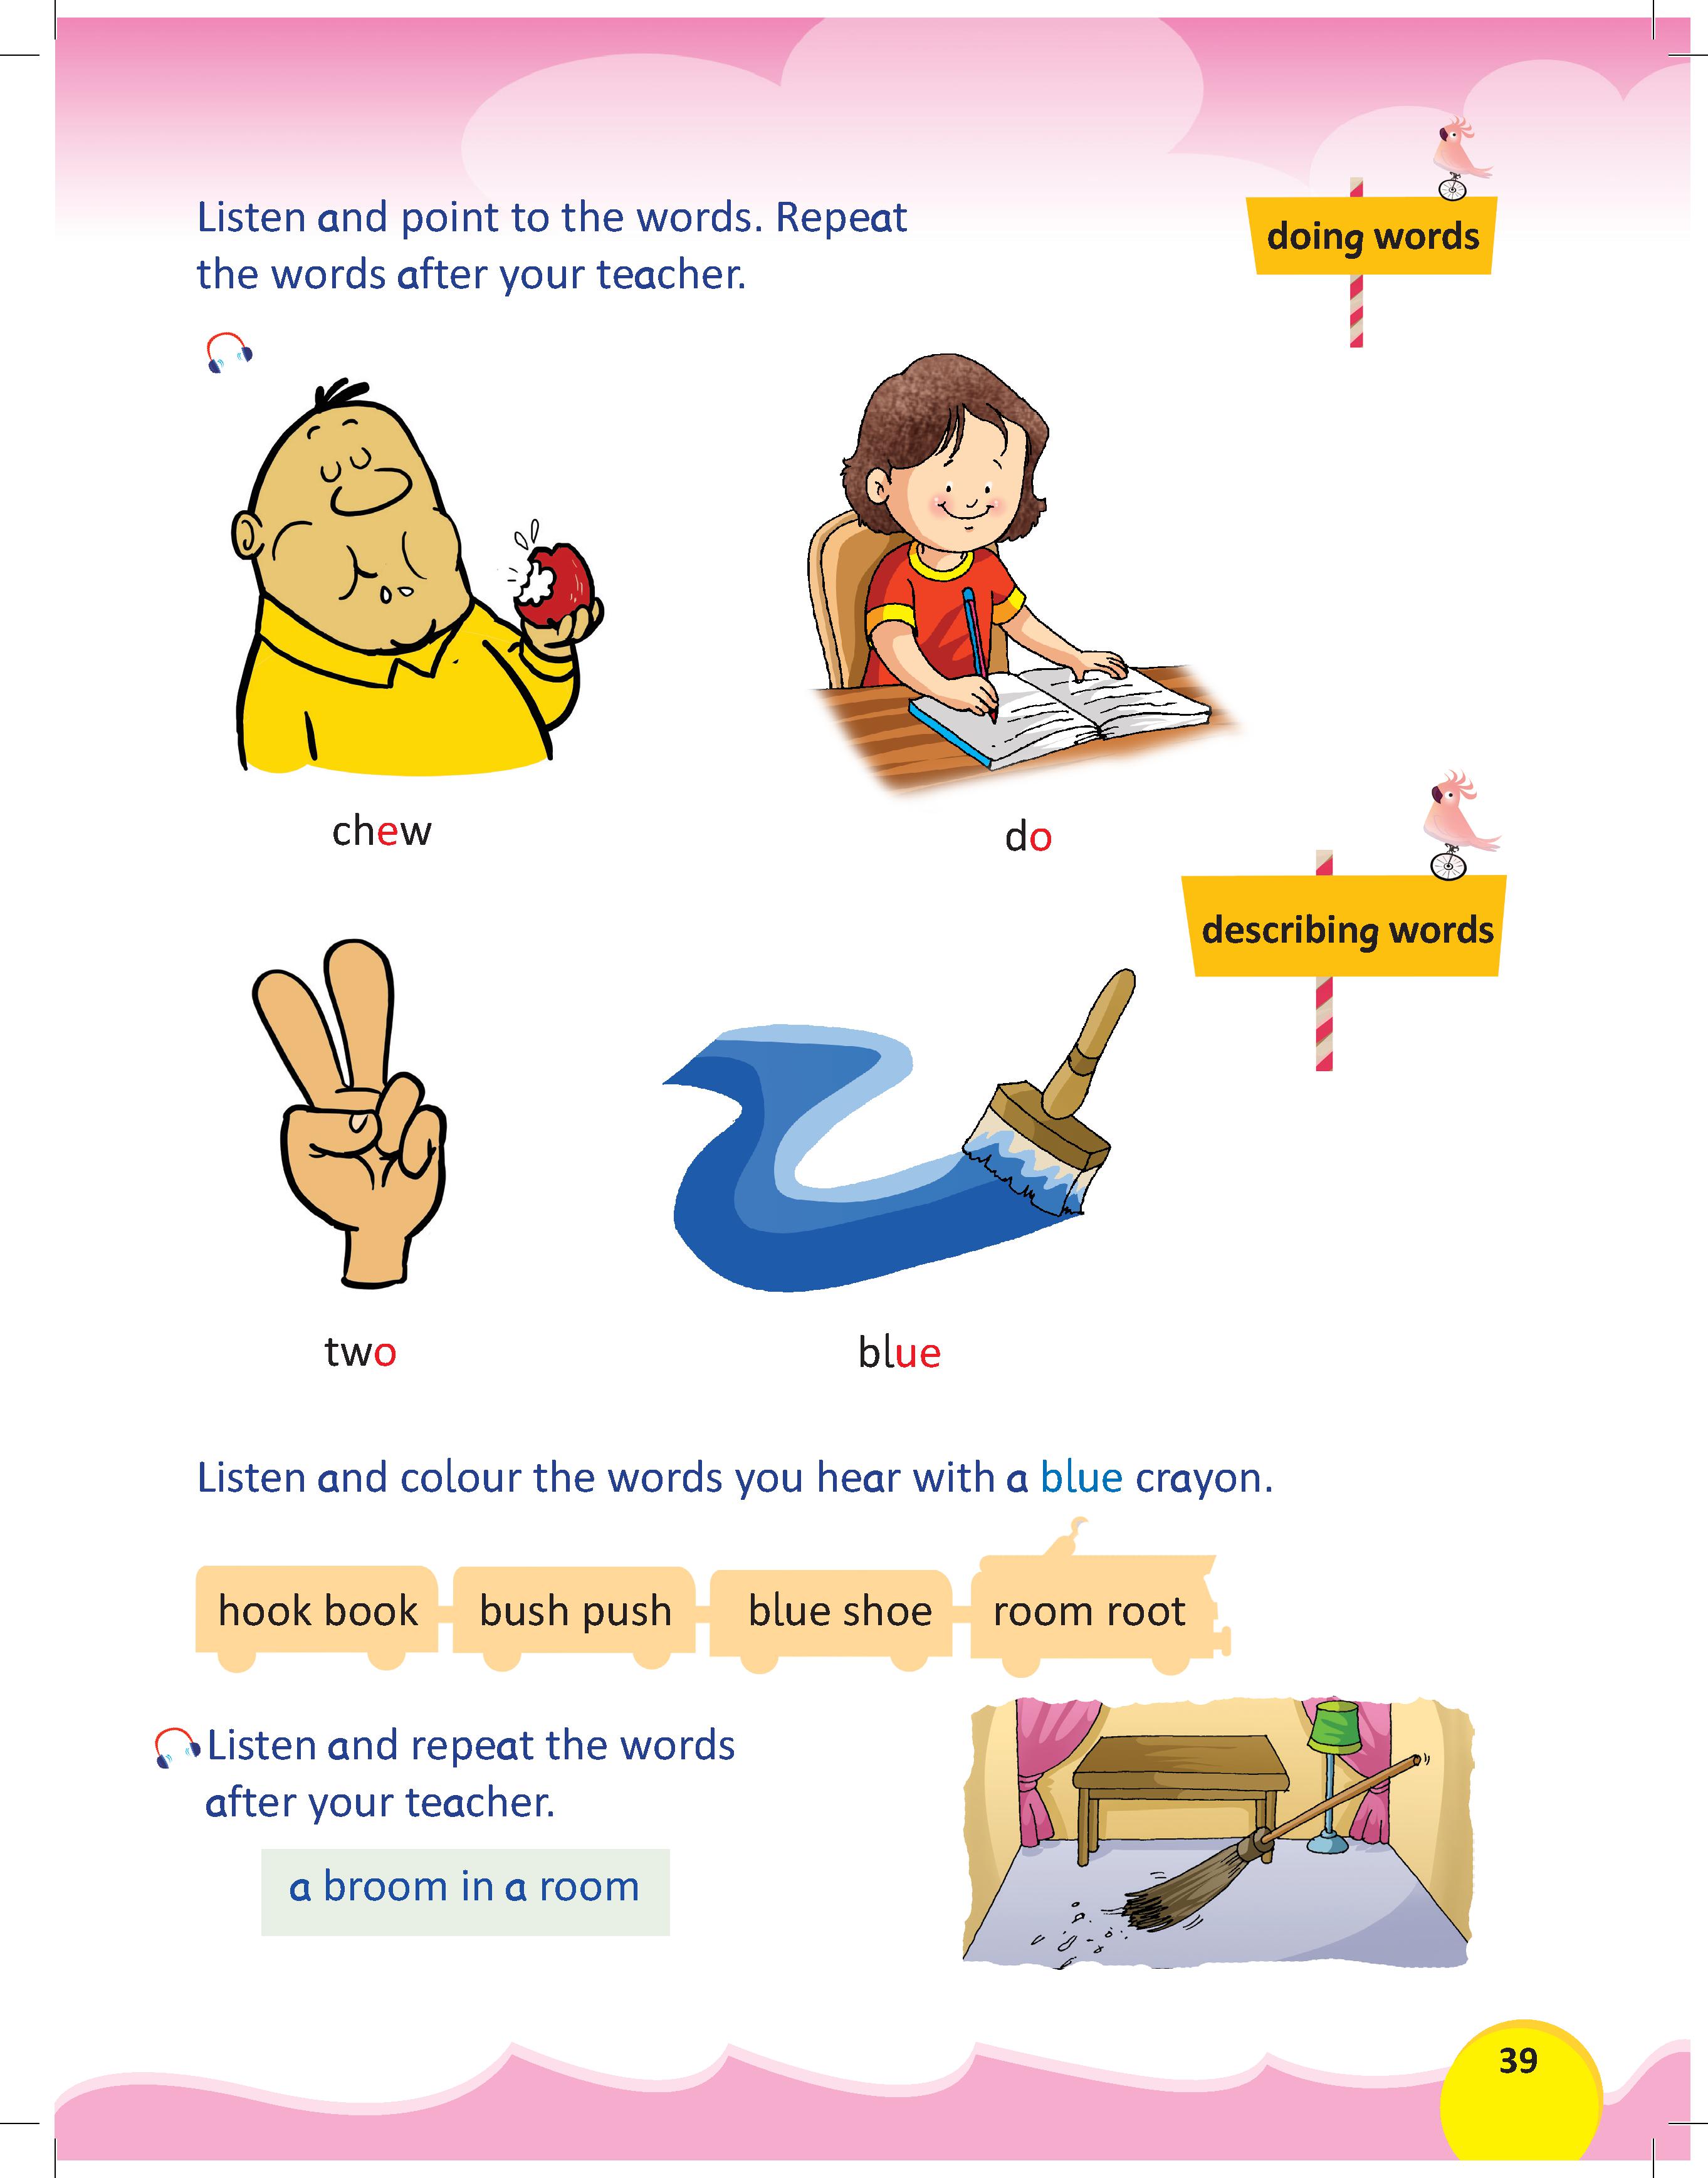 Listen and point to the words. Repeat
the words after your teacher.
doing words
chew
do
describing words
two
blue
Listen and colour the words you hear with a blue crayon.
hook book
bush push
blue shoe
room root
Listen and repeat the words
after your teacher.
a broom in a room
39